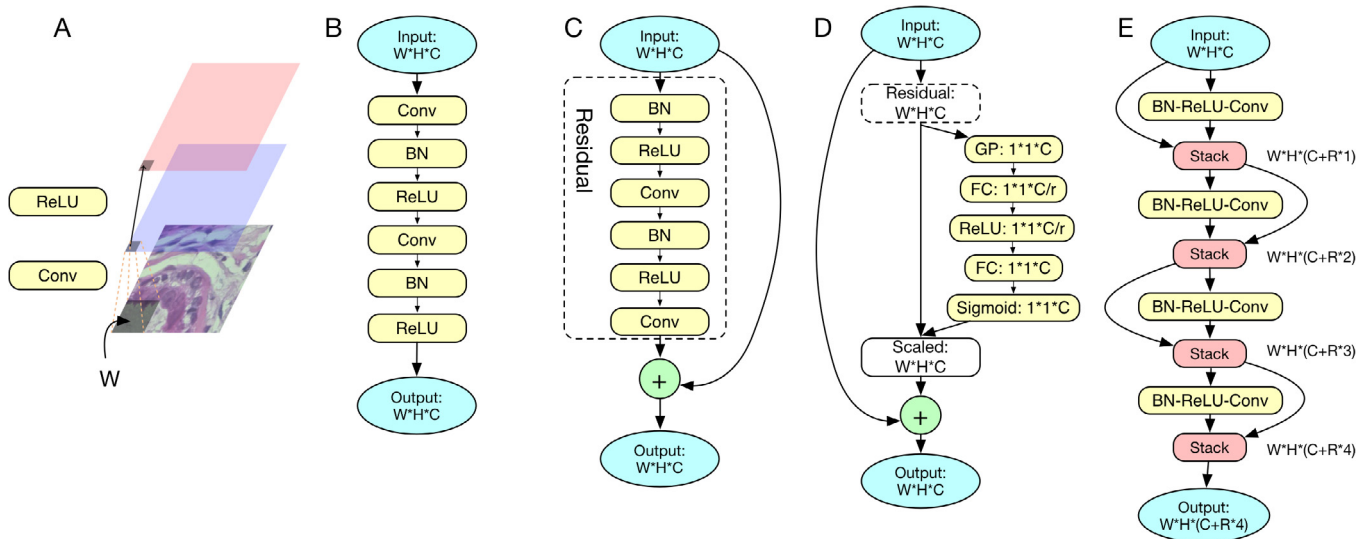 A
ReLU
Conv
W
B
Input:
W*H*C
Conv
BN
ReLU
Conv
BN
ReLU
Output:
W*H*C
C
Input:
W*H*C
Residual
BN
ReLU
Conv
BN
ReLU
Conv
+
Output:
W*H*C
D
Input:
W*H*C
Residual:
W*H*C
GP: 1*1*C
FC: 1*1*C/r
ReLU: 1*1*C/r
FC: 1*1*C
Sigmoid: 1*1*C
Scaled:
W*H*C
+
Output:
W*H*C
E
Input:
W*H*C
BN-ReLU-Conv
Stack
W*H*(C+R*1)
BN-ReLU-Conv
Stack
W*H*(C+R*2)
BN-ReLU-Conv
Stack
W*H*(C+R*3)
BN-ReLU-Conv
Stack
W*H*(C+R*4)
Output:
W*H*(C+R*4)